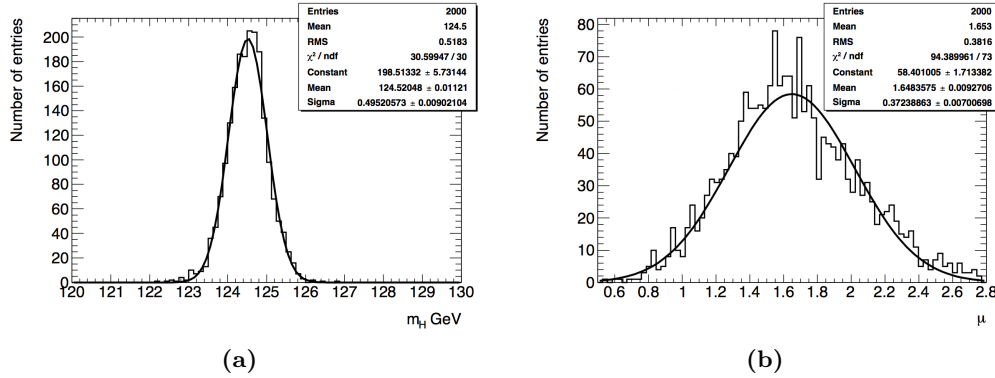 Number of entries
200
180
160
140
120
100
80
60
40
20
0
120 121 122 123 124 125 126 127 128 129 130
m_H GeV
Entries 2000
Mean 124.5
RMS 0.5183
χ² / ndf 30.59947 / 30
Constant 198.51332 ± 5.73144
Mean 124.52048 ± 0.01121
Sigma 0.49520573 ± 0.00902104
(a)
Number of entries
80
70
60
50
40
30
20
10
0
0.6 0.8 1 1.2 1.4 1.6 1.8 2 2.2 2.4 2.6 2.8
μ
Entries 2000
Mean 1.653
RMS 0.3816
χ² / ndf 94.389961 / 73
Constant 58.401005 ± 1.713382
Mean 1.6483575 ± 0.0092706
Sigma 0.37238863 ± 0.00700698
(b)